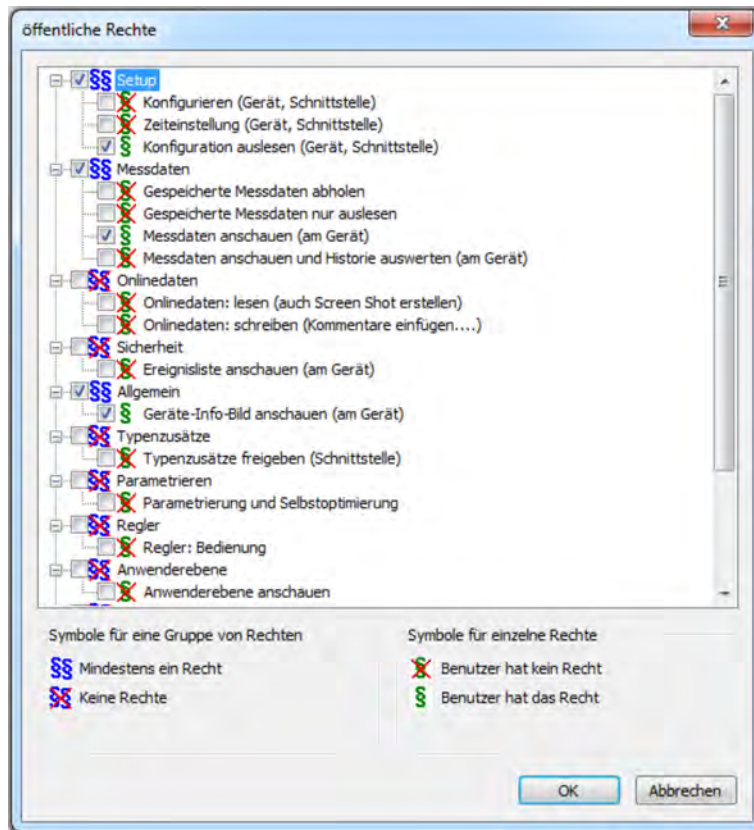 öffentliche Rechte
§§ Setup
§ Konfigurieren (Gerät, Schnittstelle)
§ Zeiteinstellung (Gerät, Schnittstelle)
§ Konfiguration auslesen (Gerät, Schnittstelle)
§§ Messdaten
§ Gespeicherte Messdaten abholen
§ Gespeicherte Messdaten nur auslesen
§ Messdaten anschauen (am Gerät)
§ Messdaten anschauen und Historie auswerten (am Gerät)
§§ Onlinedaten
§ Onlinedaten: lesen (auch Screen Shot erstellen)
§ Onlinedaten: schreiben (Kommentare einfügen....)
§§ Sicherheit
§ Ereignisliste anschauen (am Gerät)
§§ Allgemein
§ Geräte-Info-Bild anschauen (am Gerät)
§§ Typenzusätze
§ Typenzusätze freigeben (Schnittstelle)
§§ Parametrieren
§ Parametrierung und Selbstoptimierung
§§ Regler
§ Regler: Bedienung
§§ Anwenderebene
§ Anwenderebene anschauen
Symbole für eine Gruppe von Rechten
§§ Mindestens ein Recht
§§ Keine Rechte
Symbole für einzelne Rechte
§ Benutzer hat kein Recht
§ Benutzer hat das Recht
OK
Abbrechen